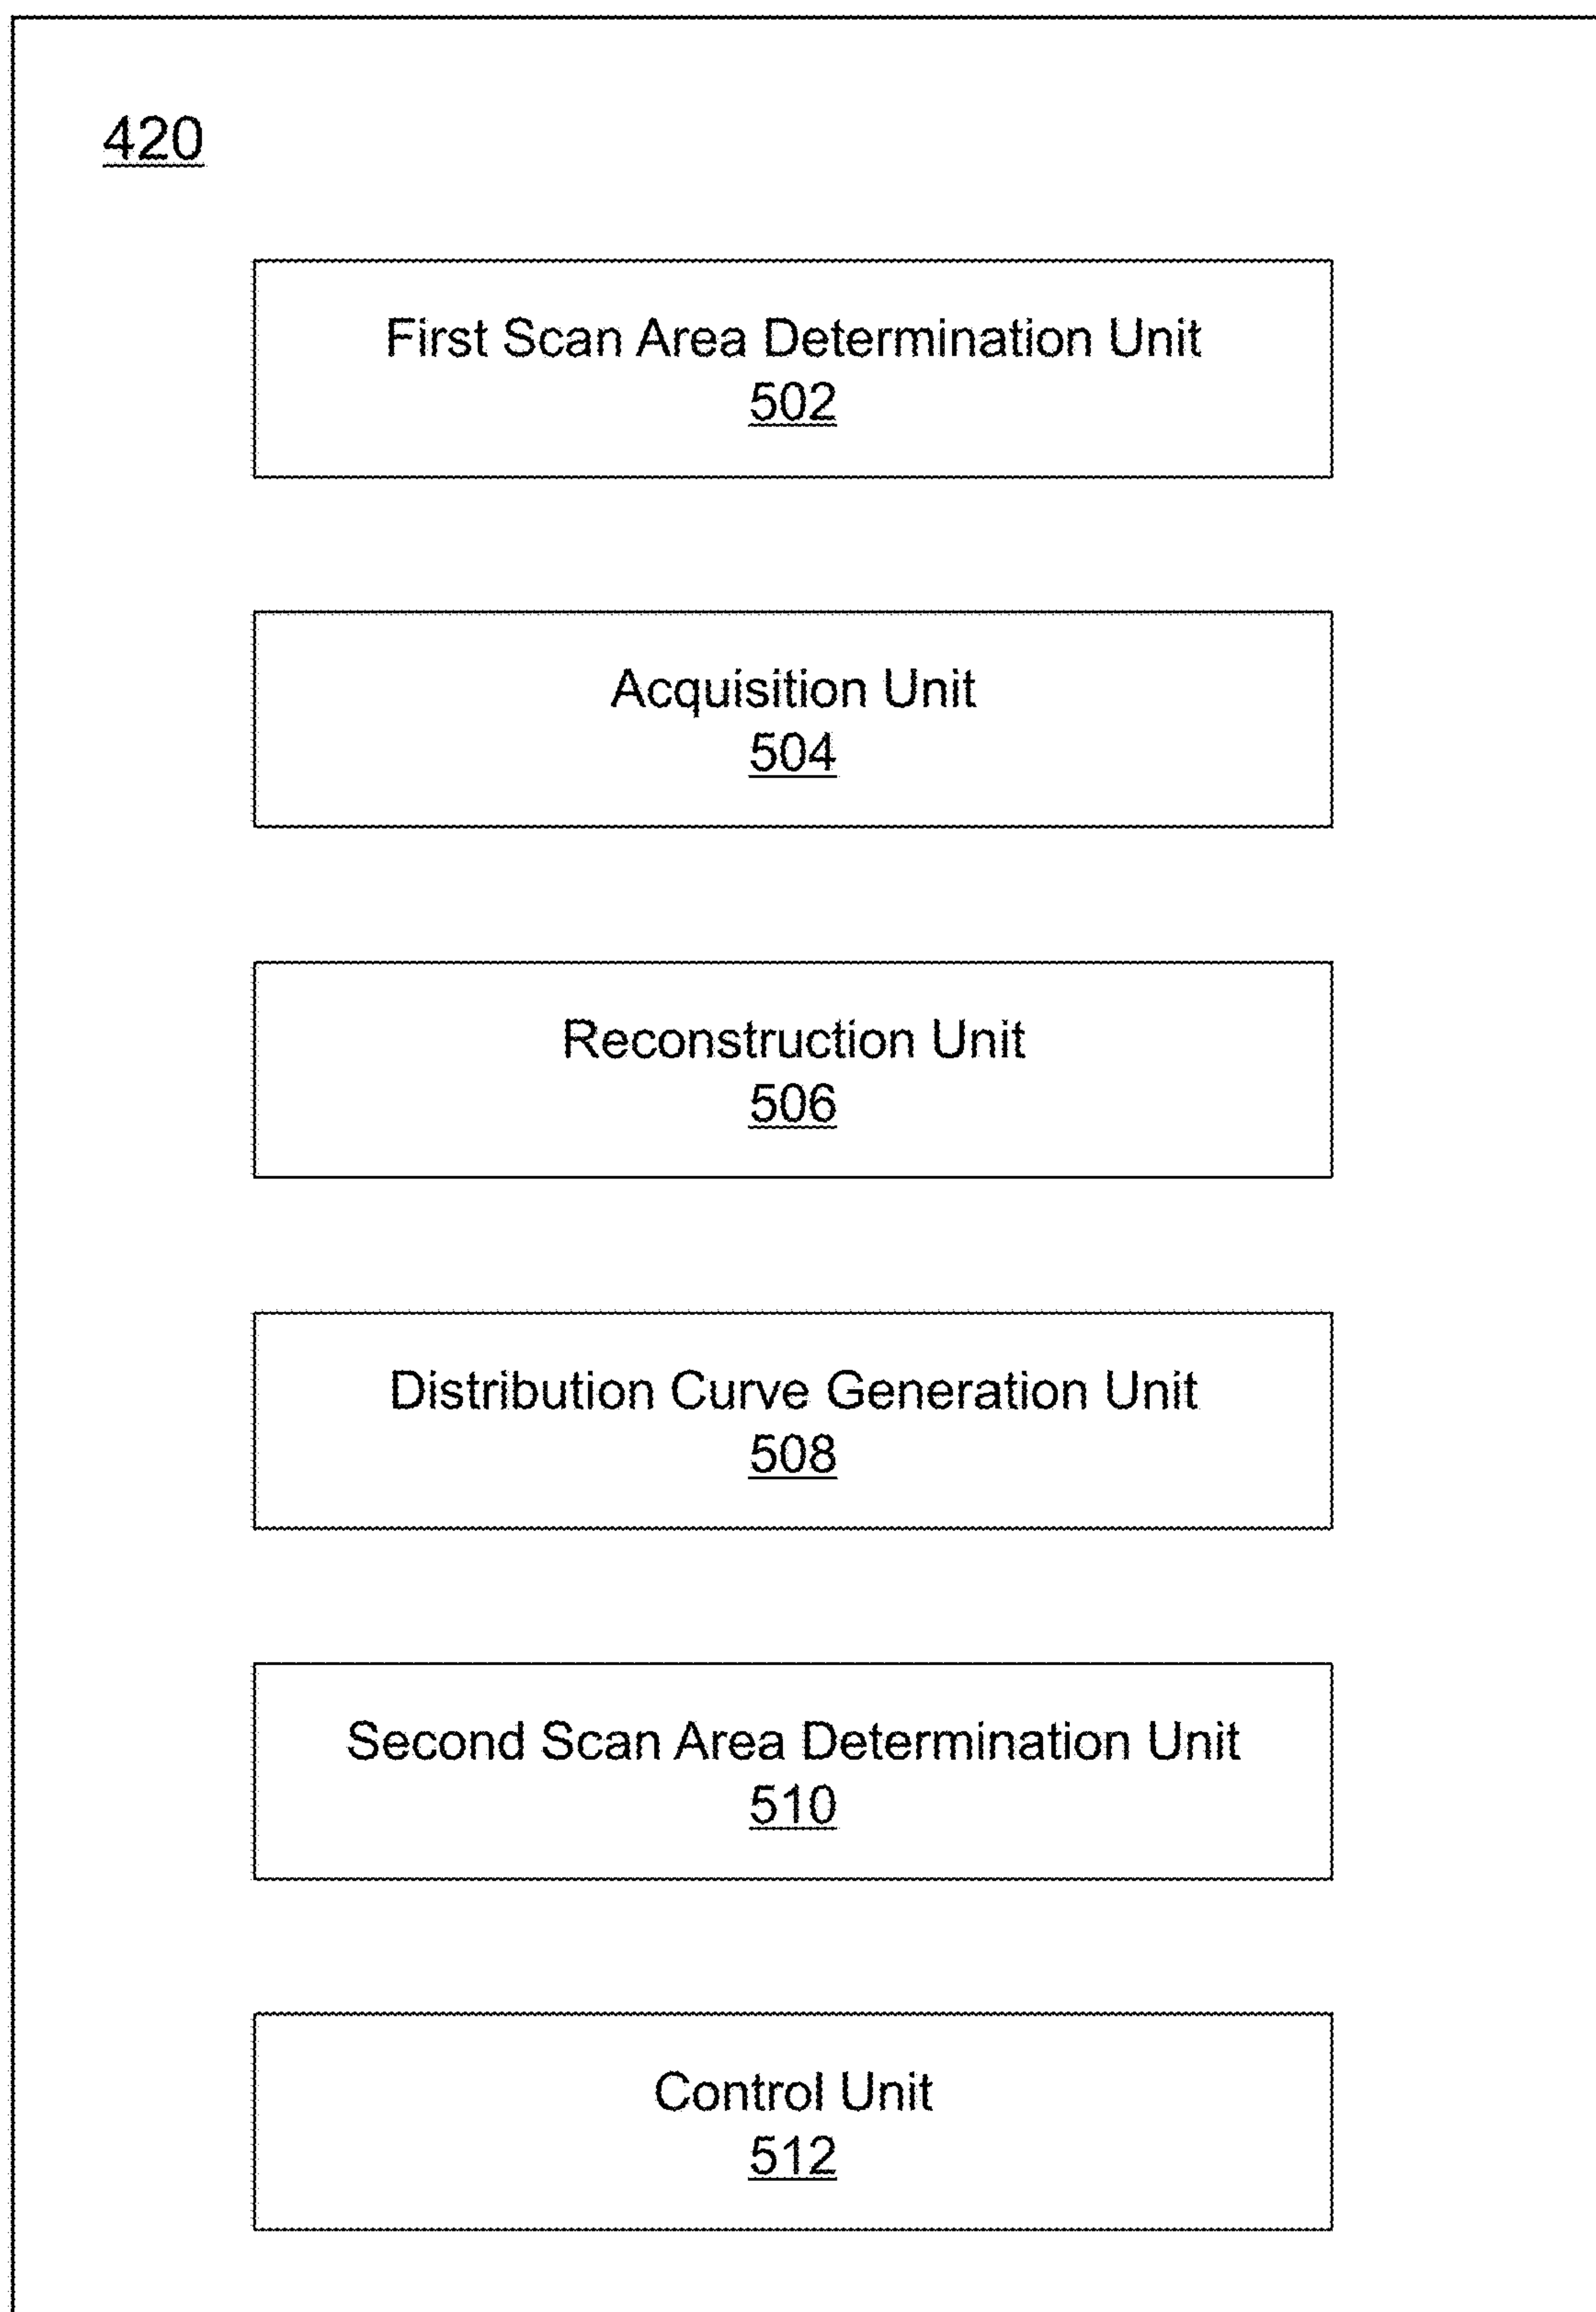 420
First Scan Area Determination Unit
502
Acquisition Unit
504
Reconstruction Unit
506
Distribution Curve Generation Unit
508
Second Scan Area Determination Unit
510
Control Unit
512